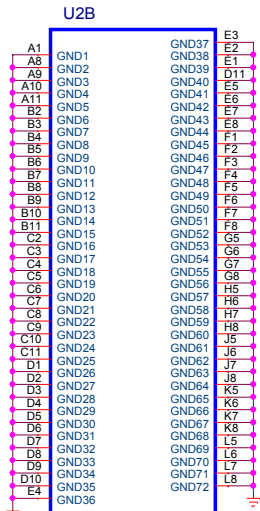 U2B
A1 GND1
A8 GND2
A9 GND3
A10 GND4
A11 GND5
B2 GND6
B3 GND7
B4 GND8
B5 GND9
B6 GND10
B7 GND11
B8 GND12
B9 GND13
B10 GND14
B11 GND15
C2 GND16
C3 GND17
C4 GND18
C5 GND19
C6 GND20
C7 GND21
C8 GND22
C9 GND23
C10 GND24
C11 GND25
D1 GND26
D2 GND27
D3 GND28
D4 GND29
D5 GND30
D6 GND31
D7 GND32
D8 GND33
D9 GND34
D10 GND35
E4 GND36
GND37 E3
GND38 E2
GND39 E1
GND40 D11
GND41 E5
GND42 E6
GND43 E7
GND44 E8
GND45 F1
GND46 F2
GND47 F3
GND48 F4
GND49 F5
GND50 F6
GND51 F7
GND52 F8
GND53 G5
GND54 G6
GND55 G7
GND56 G8
GND57 H5
GND58 H6
GND59 H7
GND60 H8
GND61 J5
GND62 J6
GND63 J7
GND64 J8
GND65 K5
GND66 K6
GND67 K7
GND68 K8
GND69 L5
GND70 L6
GND71 L7
GND72 L8